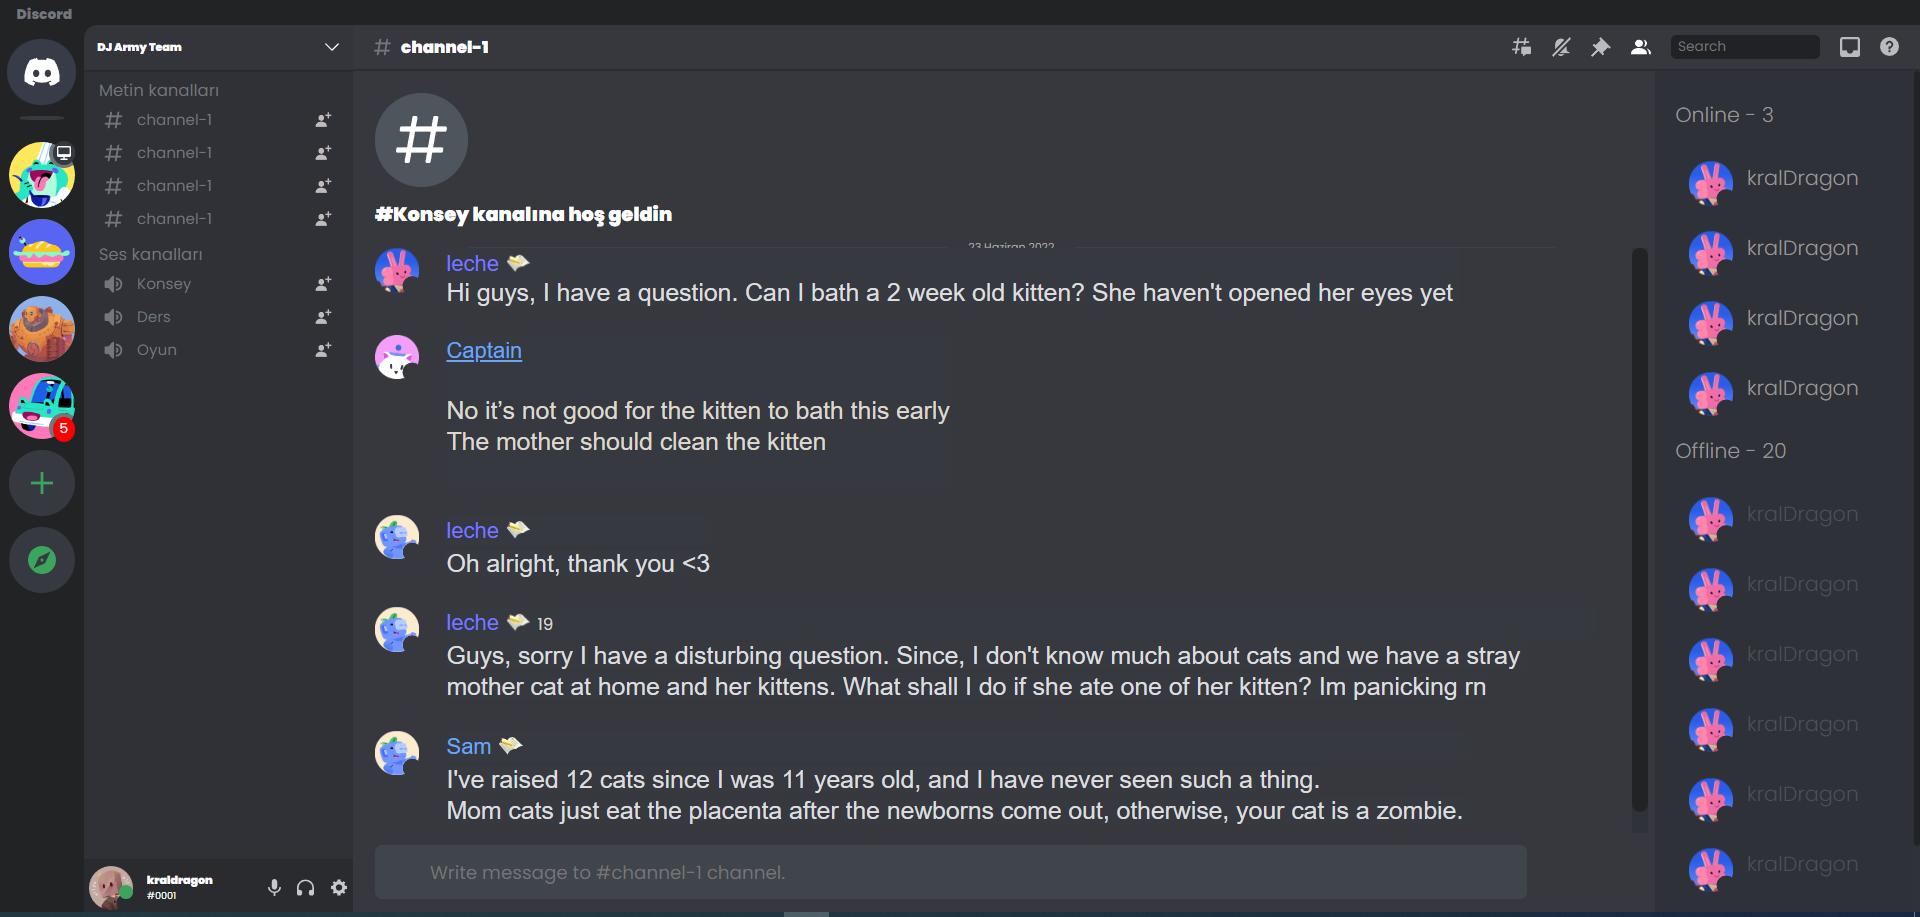 Discord
DJ Army Team
Metin kanalları
channel-1
channel-1
channel-1
channel-1
Ses kanalları
Konsey
Ders
Oyun
5
kraldragon
#0001
channel-1
Search
#Konsey kanalına hoş geldin
23 Haziran 2022
leche
Hi guys, I have a question. Can I bath a 2 week old kitten? She haven't opened her eyes yet
Captain
No it’s not good for the kitten to bath this early
The mother should clean the kitten
leche
Oh alright, thank you <3
leche 19
Guys, sorry I have a disturbing question. Since, I don't know much about cats and we have a stray
mother cat at home and her kittens. What shall I do if she ate one of her kitten? Im panicking rn
Sam
I've raised 12 cats since I was 11 years old, and I have never seen such a thing.
Mom cats just eat the placenta after the newborns come out, otherwise, your cat is a zombie.
Write message to #channel-1 channel.
Online - 3
kralDragon
kralDragon
kralDragon
kralDragon
Offline - 20
kralDragon
kralDragon
kralDragon
kralDragon
kralDragon
kralDragon